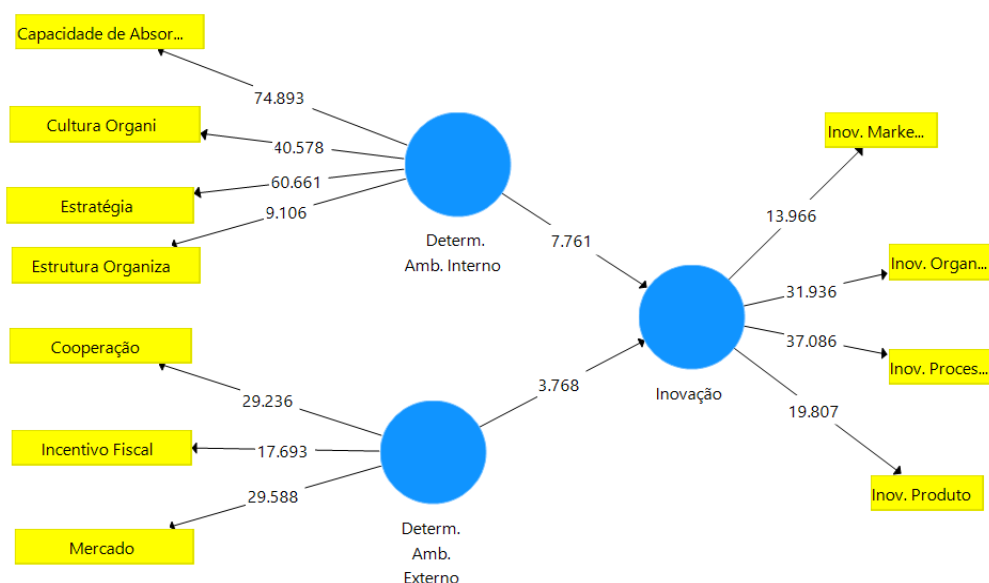 Capacidade de Absor...
74.893
Cultura Organi
40.578
Estratégia
60.661
9.106
Estrutura Organiza
Determ.
Amb. Interno
7.761
Cooperação
29.236
Incentivo Fiscal
17.693
29.588
Mercado
Determ.
Amb.
Externo
3.768
Inovação
Inov. Marke...
13.966
Inov. Organ...
31.936
37.086
Inov. Proces...
19.807
Inov. Produto